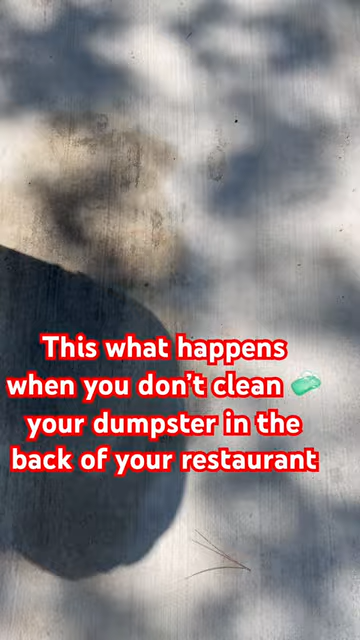 This what happens
when you don't clean 🧼
your dumpster in the
back of your restaurant